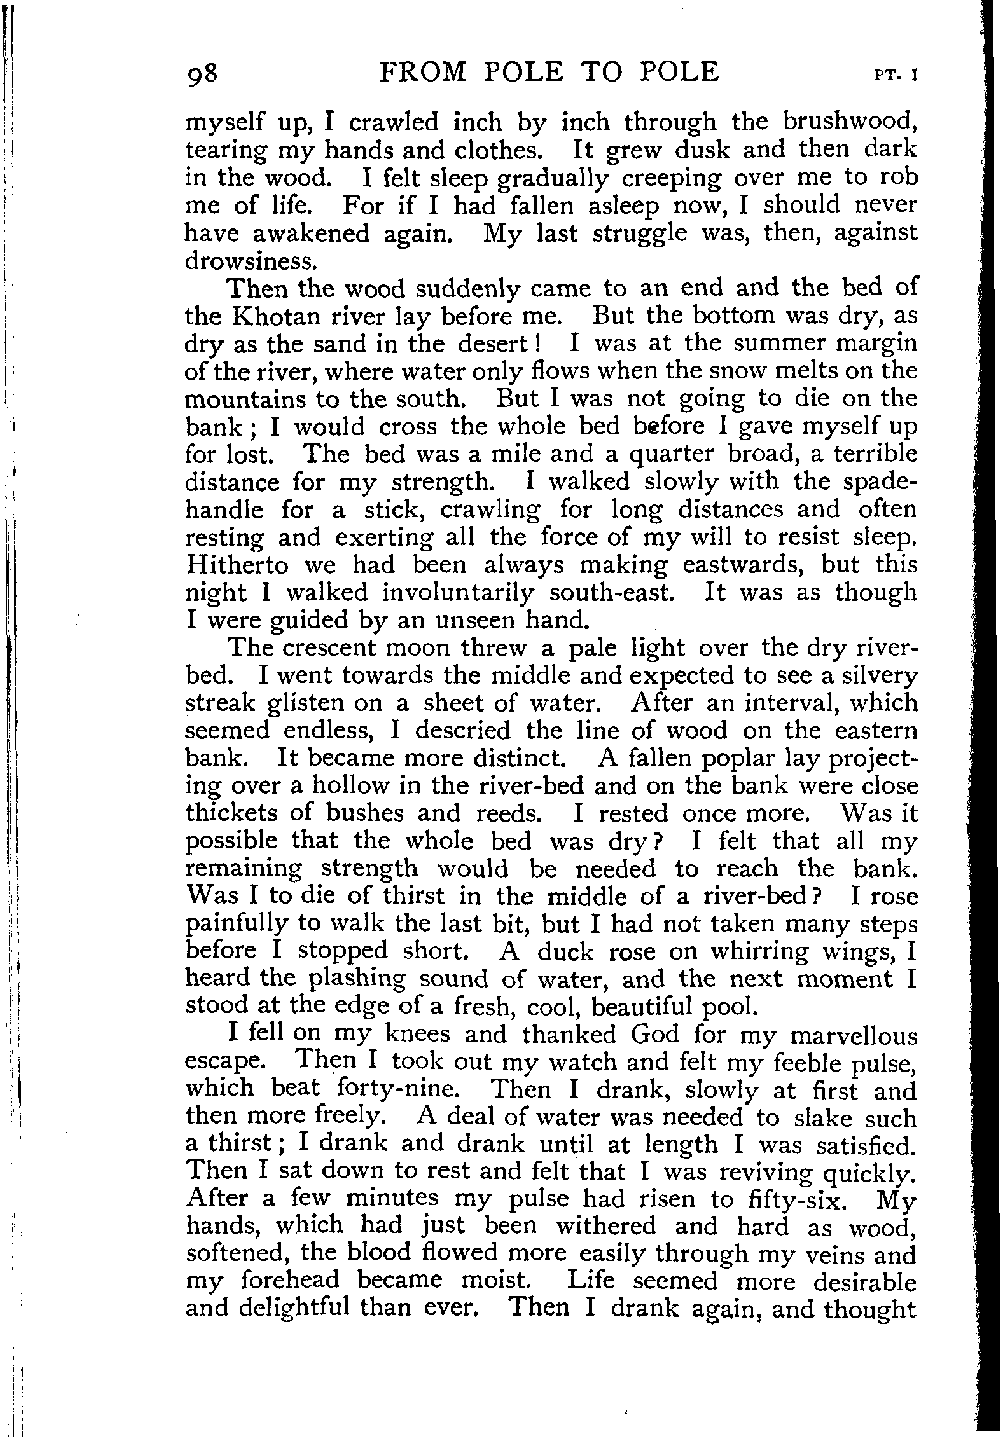 98 FROM POLE TO POLE PT. I
myself up, I crawled inch by inch through the brushwood,
tearing my hands and clothes. It grew dusk and then dark
in the wood. I felt sleep gradually creeping over me to rob
me of life. For if I had fallen asleep now, I should never
have awakened again. My last struggle was, then, against
drowsiness.
Then the wood suddenly came to an end and the bed of
the Khotan river lay before me. But the bottom was dry, as
dry as the sand in the desert! I was at the summer margin
of the river, where water only flows when the snow melts on the
mountains to the south. But I was not going to die on the
bank; I would cross the whole bed before I gave myself up
for lost. The bed was a mile and a quarter broad, a terrible
distance for my strength. I walked slowly with the spade-
handle for a stick, crawling for long distances and often
resting and exerting all the force of my will to resist sleep.
Hitherto we had been always making eastwards, but this
night I walked involuntarily south-east. It was as though
I were guided by an unseen hand.
The crescent moon threw a pale light over the dry river-
bed. I went towards the middle and expected to see a silvery
streak glisten on a sheet of water. After an interval, which
seemed endless, I descried the line of wood on the eastern
bank. It became more distinct. A fallen poplar lay project-
ing over a hollow in the river-bed and on the bank were close
thickets of bushes and reeds. I rested once more. Was it
possible that the whole bed was dry? I felt that all my
remaining strength would be needed to reach the bank.
Was I to die of thirst in the middle of a river-bed? I rose
painfully to walk the last bit, but I had not taken many steps
before I stopped short. A duck rose on whirring wings, I
heard the plashing sound of water, and the next moment I
stood at the edge of a fresh, cool, beautiful pool.
I fell on my knees and thanked God for my marvellous
escape. Then I took out my watch and felt my feeble pulse,
which beat forty-nine. Then I drank, slowly at first and
then more freely. A deal of water was needed to slake such
a thirst; I drank and drank until at length I was satisfied.
Then I sat down to rest and felt that I was reviving quickly.
After a few minutes my pulse had risen to fifty-six. My
hands, which had just been withered and hard as wood,
softened, the blood flowed more easily through my veins and
my forehead became moist. Life seemed more desirable
and delightful than ever. Then I drank again, and thought